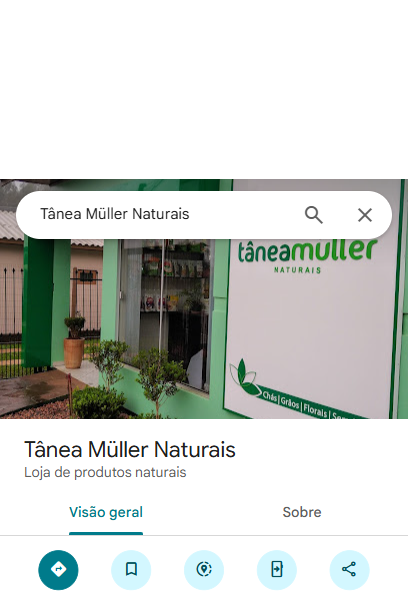 Tânea Müller Naturais
tâneamüller
NATURAIS
Chás | Grãos | Florais |
Tânea Müller Naturais
Loja de produtos naturais
Visão geral
Sobre